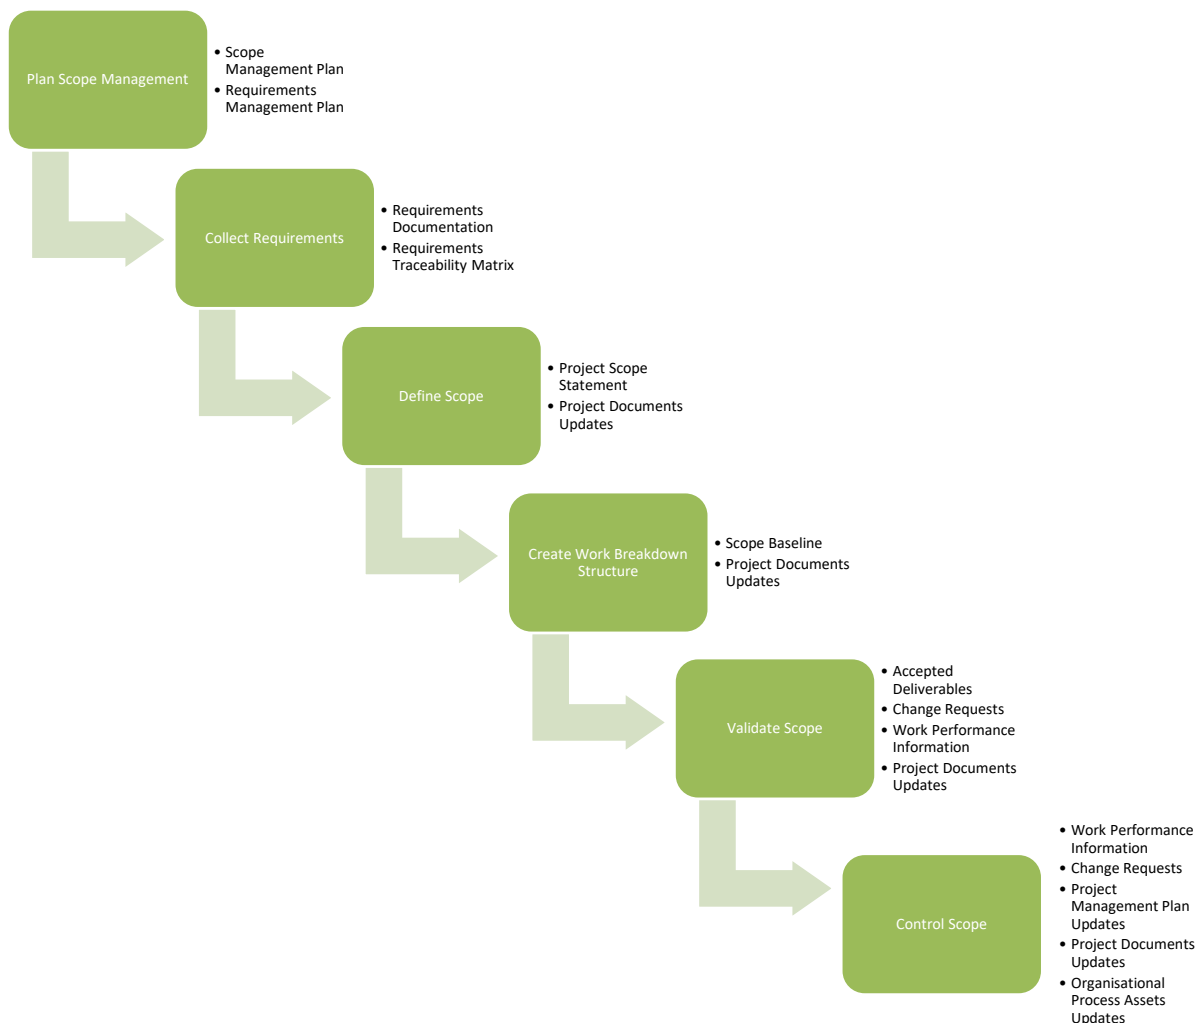 Plan Scope Management
• Scope
Management Plan
• Requirements
Management Plan
Collect Requirements
• Requirements
Documentation
• Requirements
Traceability Matrix
Define Scope
• Project Scope
Statement
• Project Documents
Updates
Create Work Breakdown
Structure
• Scope Baseline
• Project Documents
Updates
Validate Scope
• Accepted
Deliverables
• Change Requests
• Work Performance
Information
• Project Documents
Updates
Control Scope
• Work Performance
Information
• Change Requests
• Project
Management Plan
Updates
• Project Documents
Updates
• Organisational
Process Assets
Updates